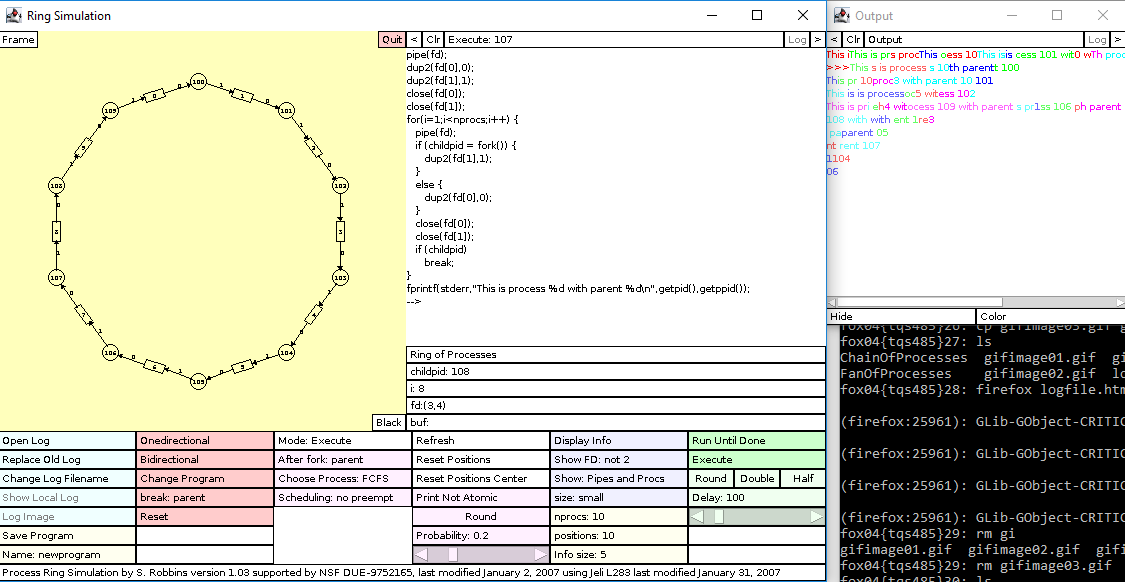 Ring Simulation
Frame
Quit < Clr Execute: 107 Log >
pipe(fd);
dup2(fd[0],0);
dup2(fd[1],1);
close(fd[0]);
close(fd[1]);
for(i=1;i<nprocs;i++) {
pipe(fd);
if (childpid = fork()) {
dup2(fd[1],1);
}
else {
dup2(fd[0],0);
}
close(fd[0]);
close(fd[1]);
if (childpid)
break;
}
fprintf(stderr,"This is process %d with parent %d\n",getpid(),getppid());
-->
Ring of Processes
childpid: 108
i: 8
fd:(3,4)
Black buf:
100
101
102
103
104
105
106
107
108
109
Open Log Onedirectional Mode: Execute Refresh Display Info Run Until Done
Replace Old Log Bidirectional After fork: parent Reset Positions Show FD: not 2 Execute
Change Log Filename Change Program Choose Process: FCFS Reset Positions Center Show: Pipes and Procs Round Double Half
Show Local Log break: parent Scheduling: no preempt Print Not Atomic size: small Delay: 100
Log Image Reset Round nprocs: 10
Save Program Probability: 0.2 positions: 10
Name: newprogram Info size: 5
Process Ring Simulation by S. Robbins version 1.03 supported by NSF DUE-9752165, last modified January 2, 2007 using Jeli L283 last modified January 31, 2007
Output
< Clr Output Log >
This iThis is prs procThis oess 10This isis cess 101 wit0 wTh proc
>>>This s is process s 10th parentt 100
This pr 10proc8 with parent 10 101
This is is processoc5 witess 102
This is pri eh4 witocess 109 with parent s pr1ss 106 ph parent
108 with with ent 1re3
paparent 05
nt rent 107
1104
06
Hide Color
fox04{tqs485}26: cp gifimage03.gif g
fox04{tqs485}27: ls
ChainOfProcesses gifimage01.gif gi
FanOfProcesses gifimage02.gif lo
fox04{tqs485}28: firefox logfile.htm
(firefox:25961): GLib-GObject-CRITIC
(firefox:25961): GLib-GObject-CRITIC
(firefox:25961): GLib-GObject-CRITIC
(firefox:25961): GLib-GObject-CRITIC
fox04{tqs485}29: rm gi
gifimage01.gif gifimage02.gif gifi
fox04{tqs485}29: rm gifimage03.gif
fox04{tqs485}30: ls